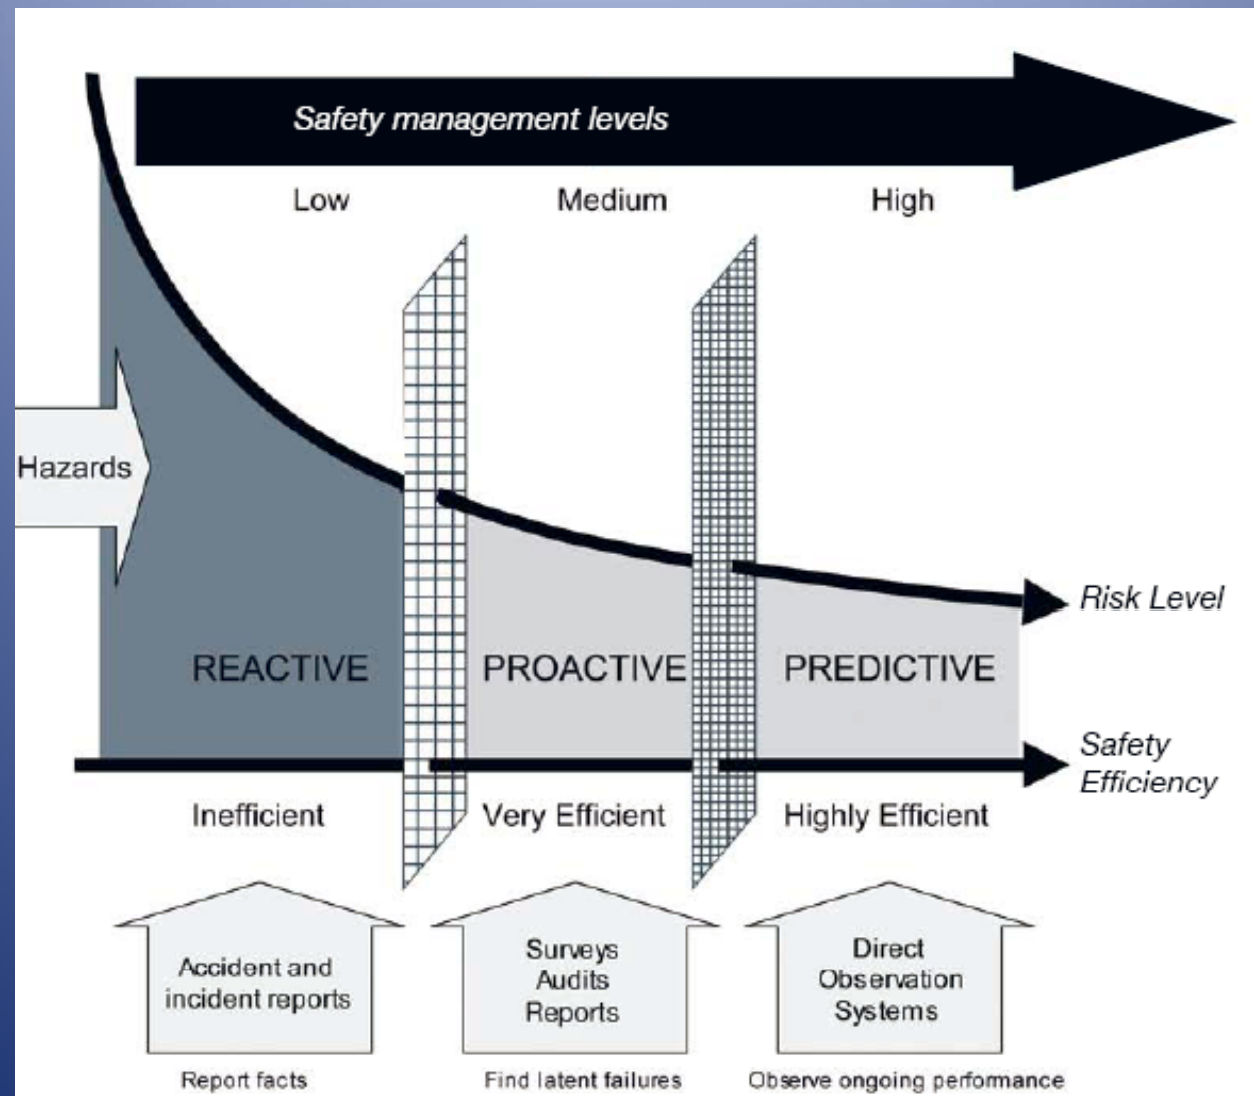 Safety management levels
Low
Medium
High
Hazards
Risk Level
REACTIVE
PROACTIVE
PREDICTIVE
Safety
Efficiency
Inefficient
Very Efficient
Highly Efficient
Accident and
incident reports
Surveys
Audits
Reports
Direct
Observation
Systems
Report facts
Find latent failures
Observe ongoing performance